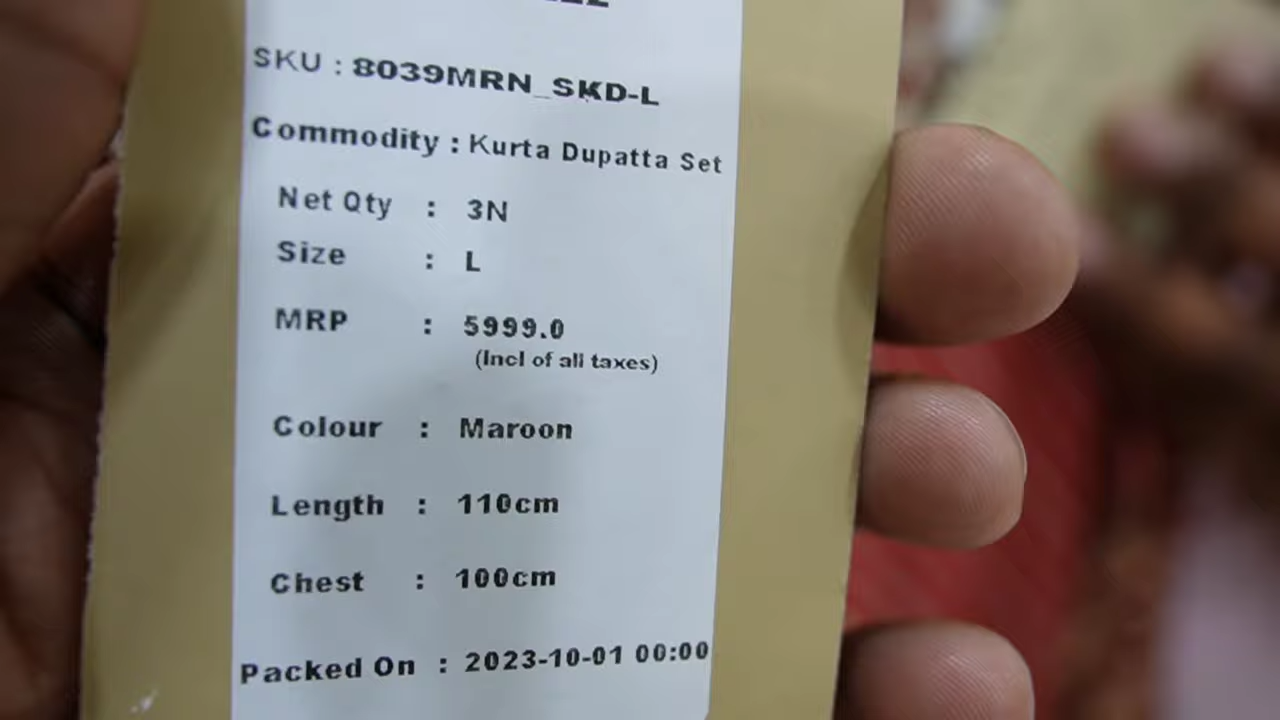 SKU : 8039MRN_SKD-L
Commodity : Kurta Dupatta Set
Net Qty : 3N
Size : L
MRP : 5999.0
(Incl of all taxes)
Colour : Maroon
Length : 110cm
Chest : 100cm
Packed On : 2023-10-01 00:00